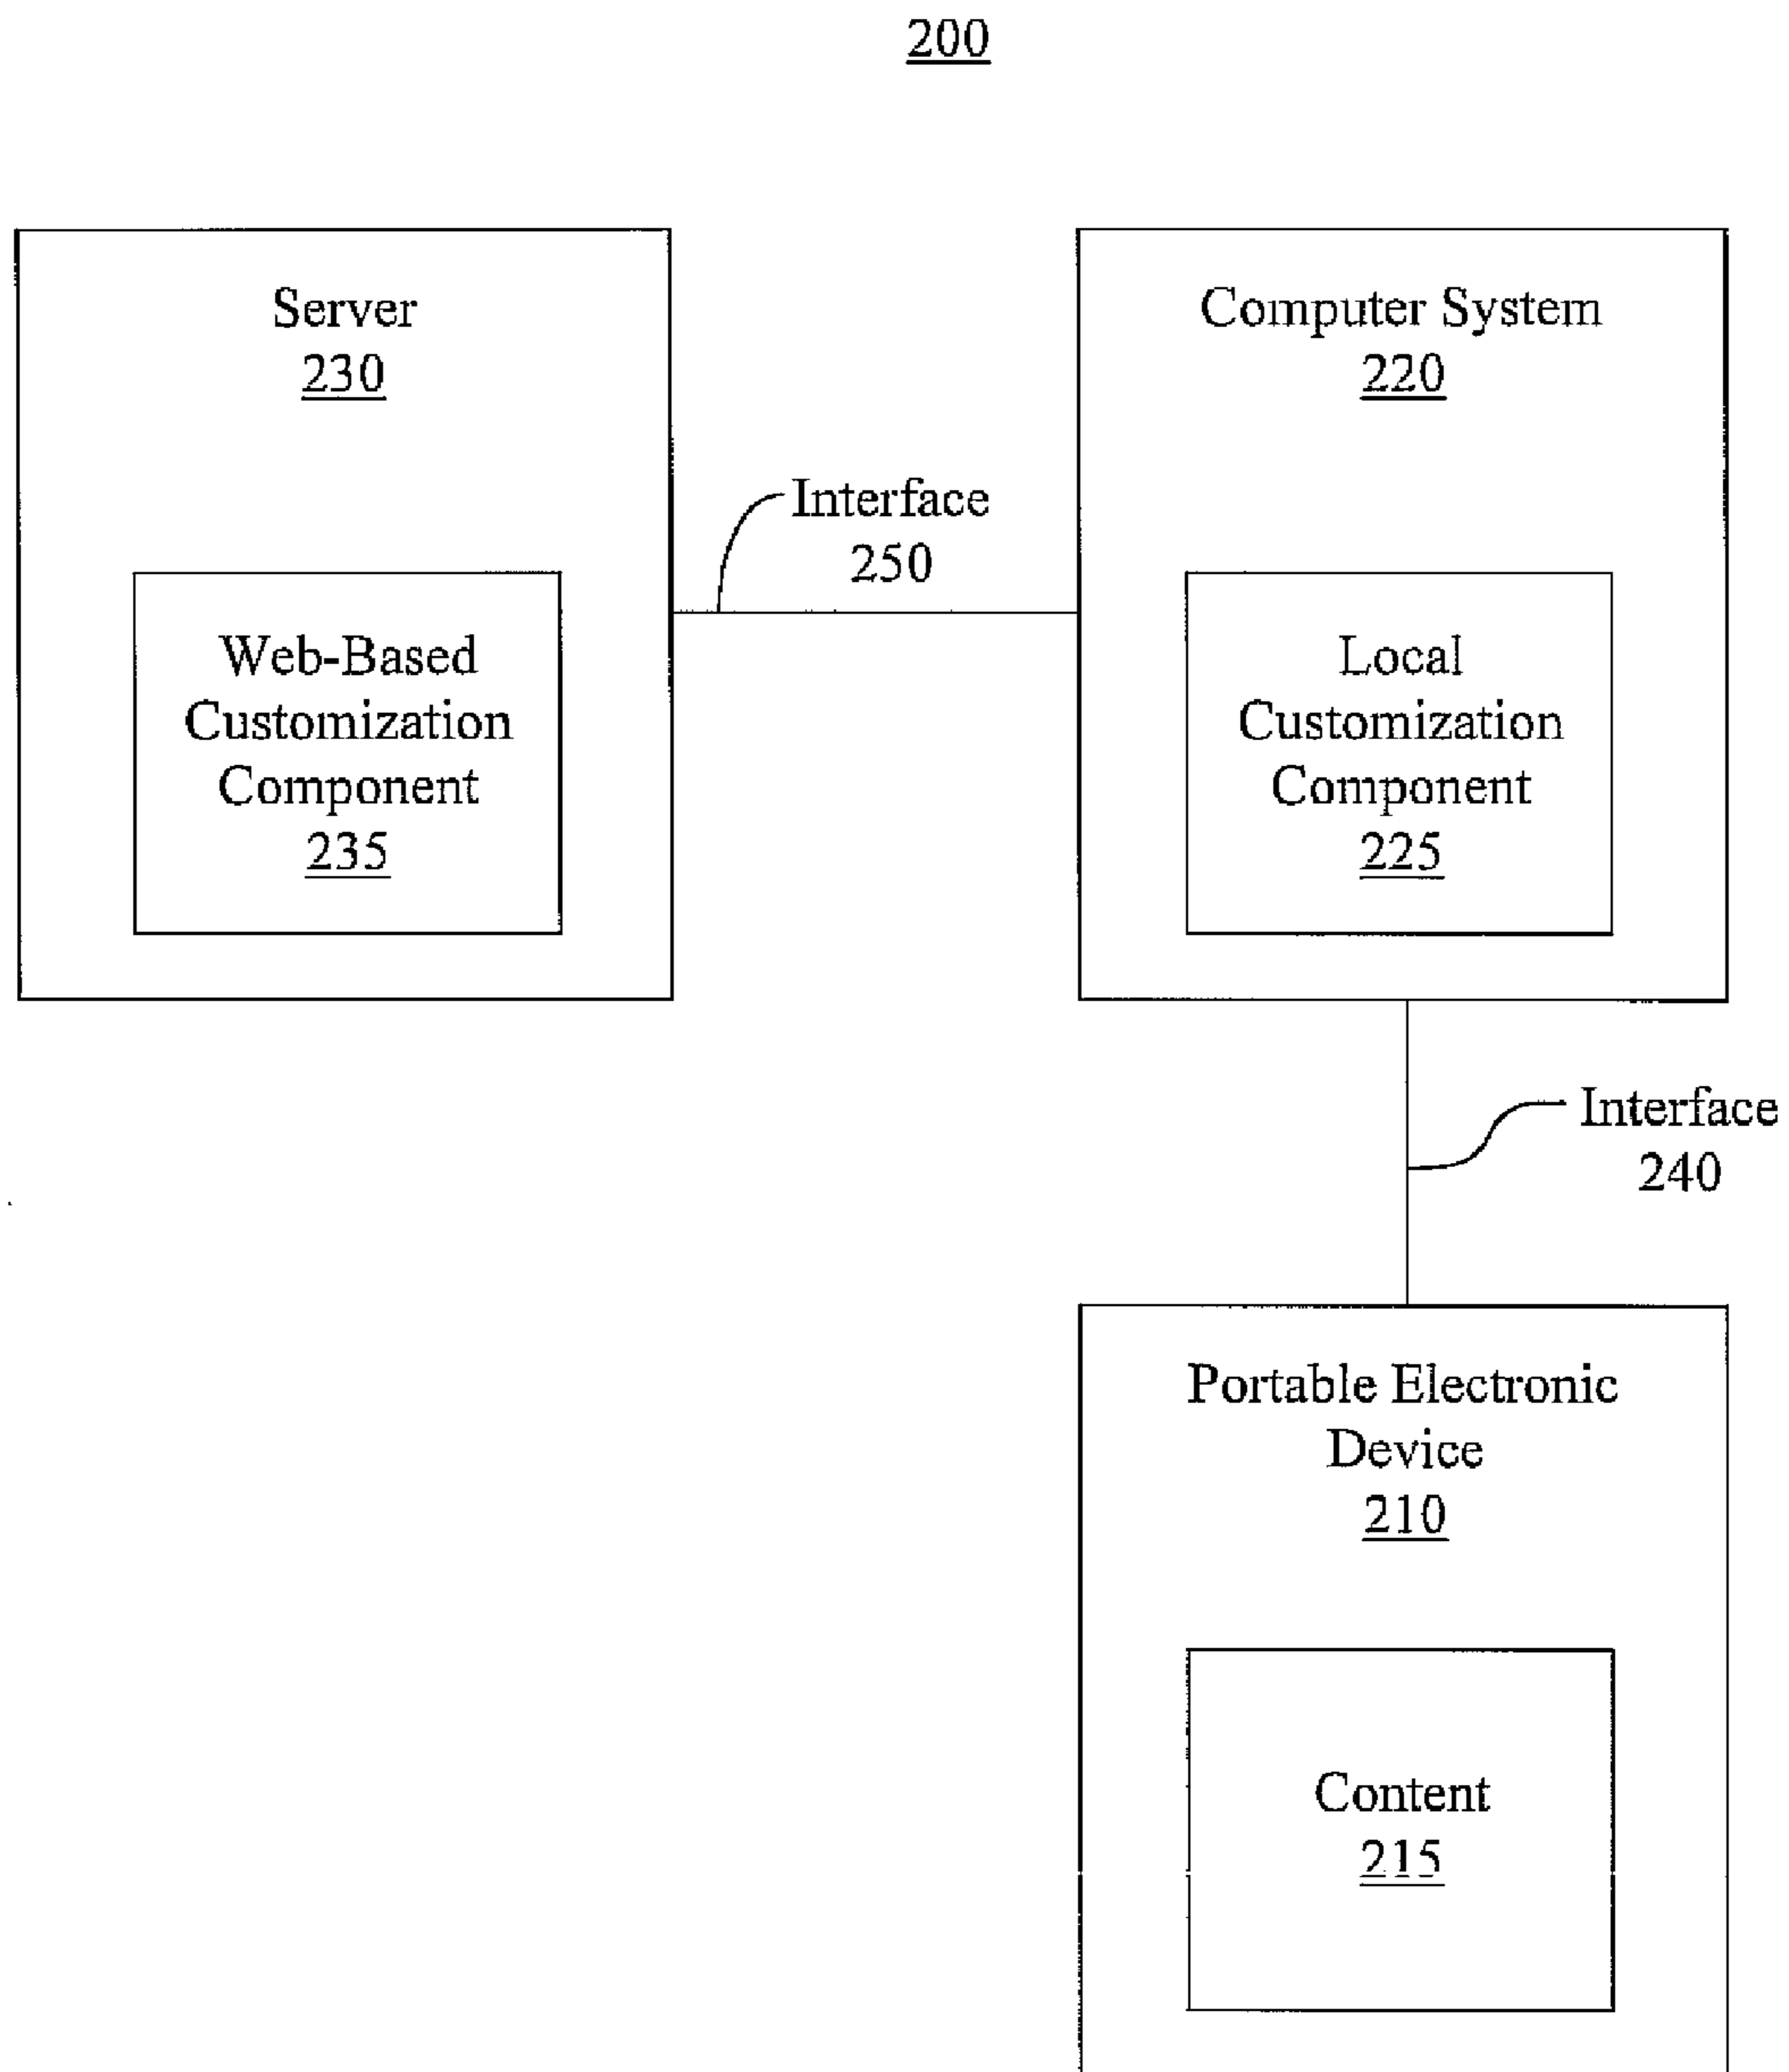 200
Server
230
Web-Based
Customization
Component
235
Interface
250
Computer System
220
Local
Customization
Component
225
Interface
240
Portable Electronic
Device
210
Content
215